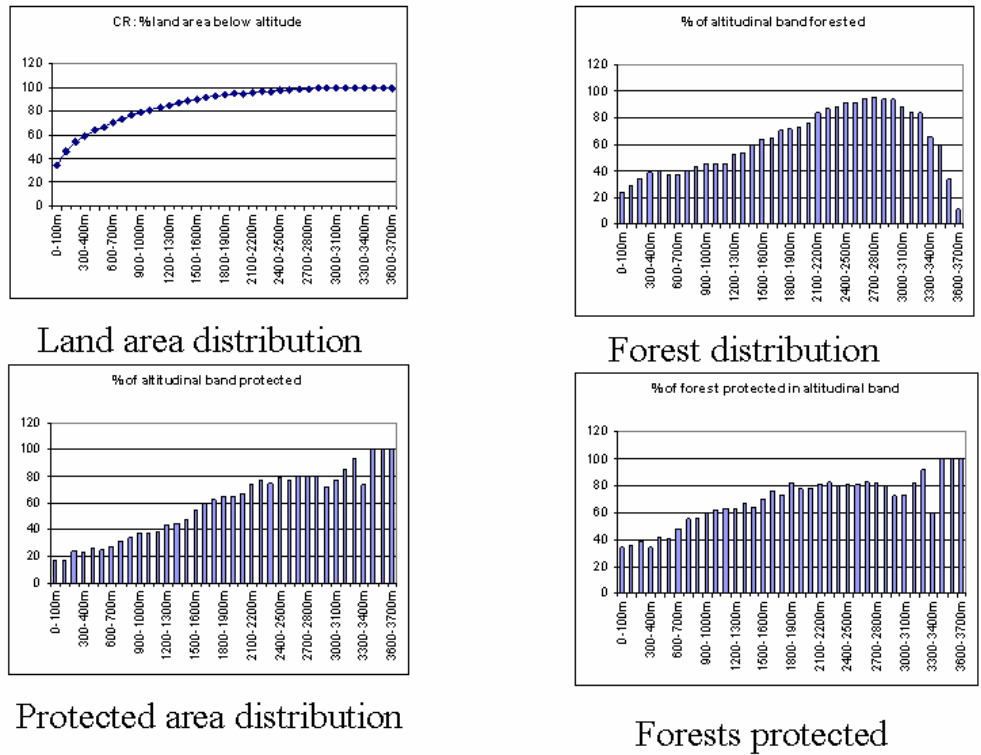 CR: % land area below altitude
120
100
80
60
40
20
0
0-100m
300-400m
600-700m
900-1000m
1200-1300m
1500-1600m
1800-1900m
2100-2200m
2400-2500m
2700-2800m
3000-3100m
3300-3400m
3600-3700m
Land area distribution
% of altitudinal band forested
120
100
80
60
40
20
0
0-100m
300-400m
600-700m
900-1000m
1200-1300m
1500-1600m
1800-1900m
2100-2200m
2400-2500m
2700-2800m
3000-3100m
3300-3400m
3600-3700m
Forest distribution
% of altitudinal band protected
120
100
80
60
40
20
0
0-100m
300-400m
600-700m
900-1000m
1200-1300m
1500-1600m
1800-1900m
2100-2200m
2400-2500m
2700-2800m
3000-3100m
3300-3400m
3600-3700m
Protected area distribution
% of forest protected in altitudinal band
120
100
80
60
40
20
0
0-100m
300-400m
600-700m
900-1000m
1200-1300m
1500-1600m
1800-1900m
2100-2200m
2400-2500m
2700-2800m
3000-3100m
3300-3400m
3600-3700m
Forests protected